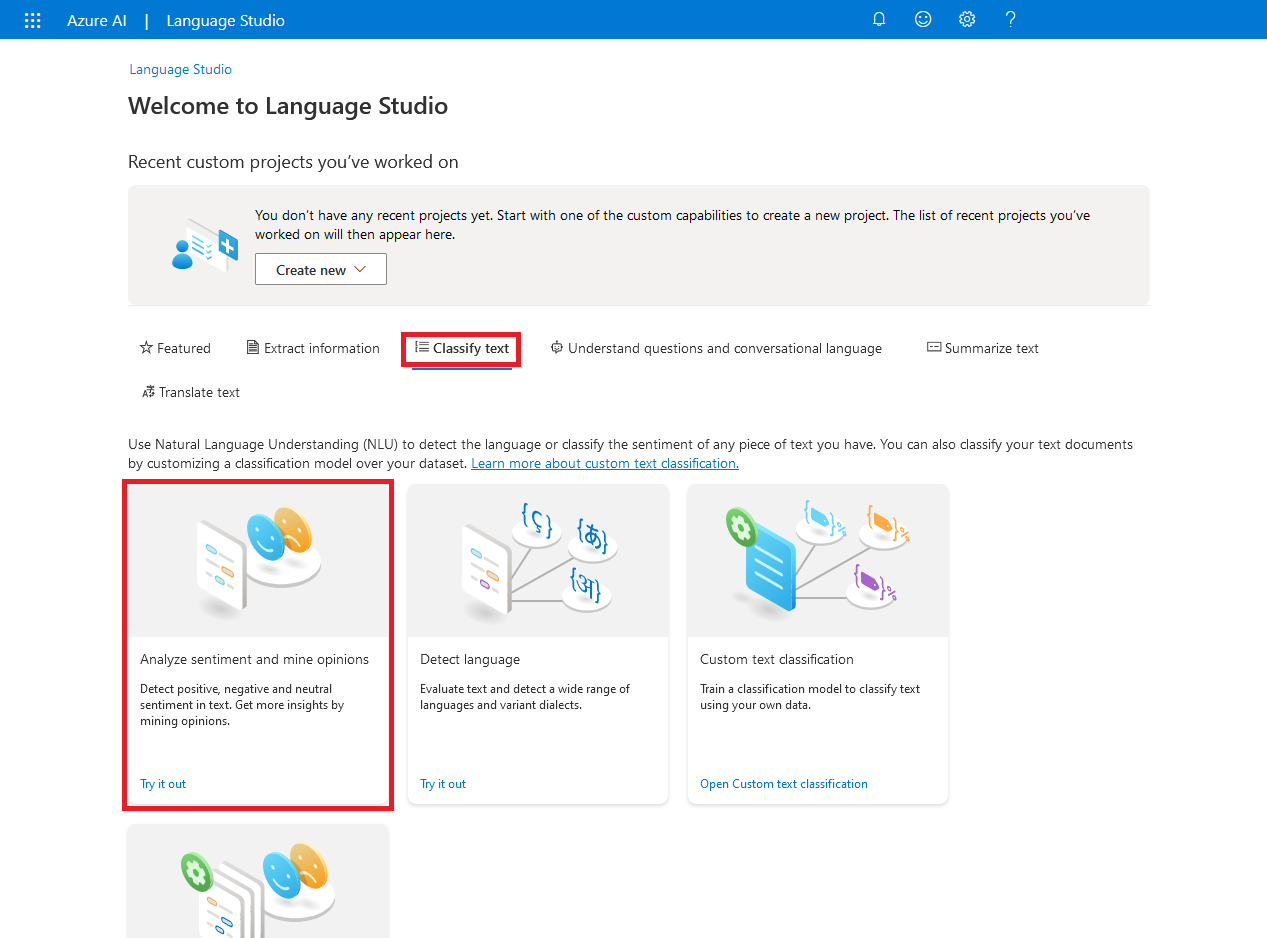 Azure AI | Language Studio
Language Studio
Welcome to Language Studio
Recent custom projects you've worked on
You don't have any recent projects yet. Start with one of the custom capabilities to create a new project. The list of recent projects you've
worked on will then appear here.
Create new
Featured Extract information Classify text Understand questions and conversational language Summarize text
Translate text
Use Natural Language Understanding (NLU) to detect the language or classify the sentiment of any piece of text you have. You can also classify your text documents
by customizing a classification model over your dataset. Learn more about custom text classification.
{ç}
{あ}
{अ}
Analyze sentiment and mine opinions
Detect positive, negative and neutral
sentiment in text. Get more insights by
mining opinions.
Try it out
Detect language
Evaluate text and detect a wide range of
languages and variant dialects.
Try it out
Custom text classification
Train a classification model to classify text
using your own data.
Open Custom text classification